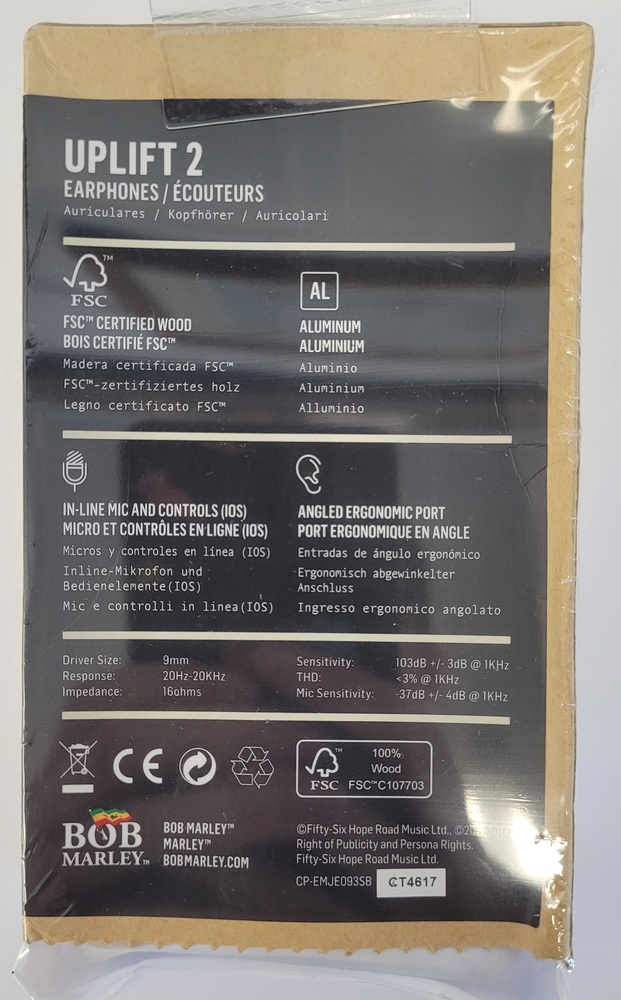 UPLIFT 2
EARPHONES / ÉCOUTEURS
Auriculares / Kopfhörer / Auricolari
FSC™
FSC™ CERTIFIED WOOD
BOIS CERTIFIÉ FSC™
Madera certificada FSC™
FSC™-zertifiziertes holz
Legno certificato FSC™
AL
ALUMINUM
ALUMINIUM
Aluminio
Aluminium
Alluminio
IN-LINE MIC AND CONTROLS (IOS)
MICRO ET CONTRÔLES EN LIGNE (IOS)
Micros y controles en línea (IOS)
Inline-Mikrofon und
Bedienelemente(IOS)
Mic e controlli in linea(IOS)
ANGLED ERGONOMIC PORT
PORT ERGONOMIQUE EN ANGLE
Entradas de ángulo ergonómico
Ergonomisch abgewinkelter
Anschluss
Ingresso ergonomico angolato
Driver Size: 9mm
Response: 20Hz-20KHz
Impedance: 16ohms
Sensitivity: 103dB +/- 3dB @ 1KHz
THD: <3% @ 1KHz
Mic Sensitivity: -37dB +/- 4dB @ 1KHz
CE
FSC™
100%
Wood
FSC™C107703
BOB
MARLEY™
BOB MARLEY™
MARLEY™
BOBMARLEY.COM
©Fifty-Six Hope Road Music Ltd.,
Right of Publicity and Persona Rights.
Fifty-Six Hope Road Music Ltd.
CP-EMJE093SB CT4617